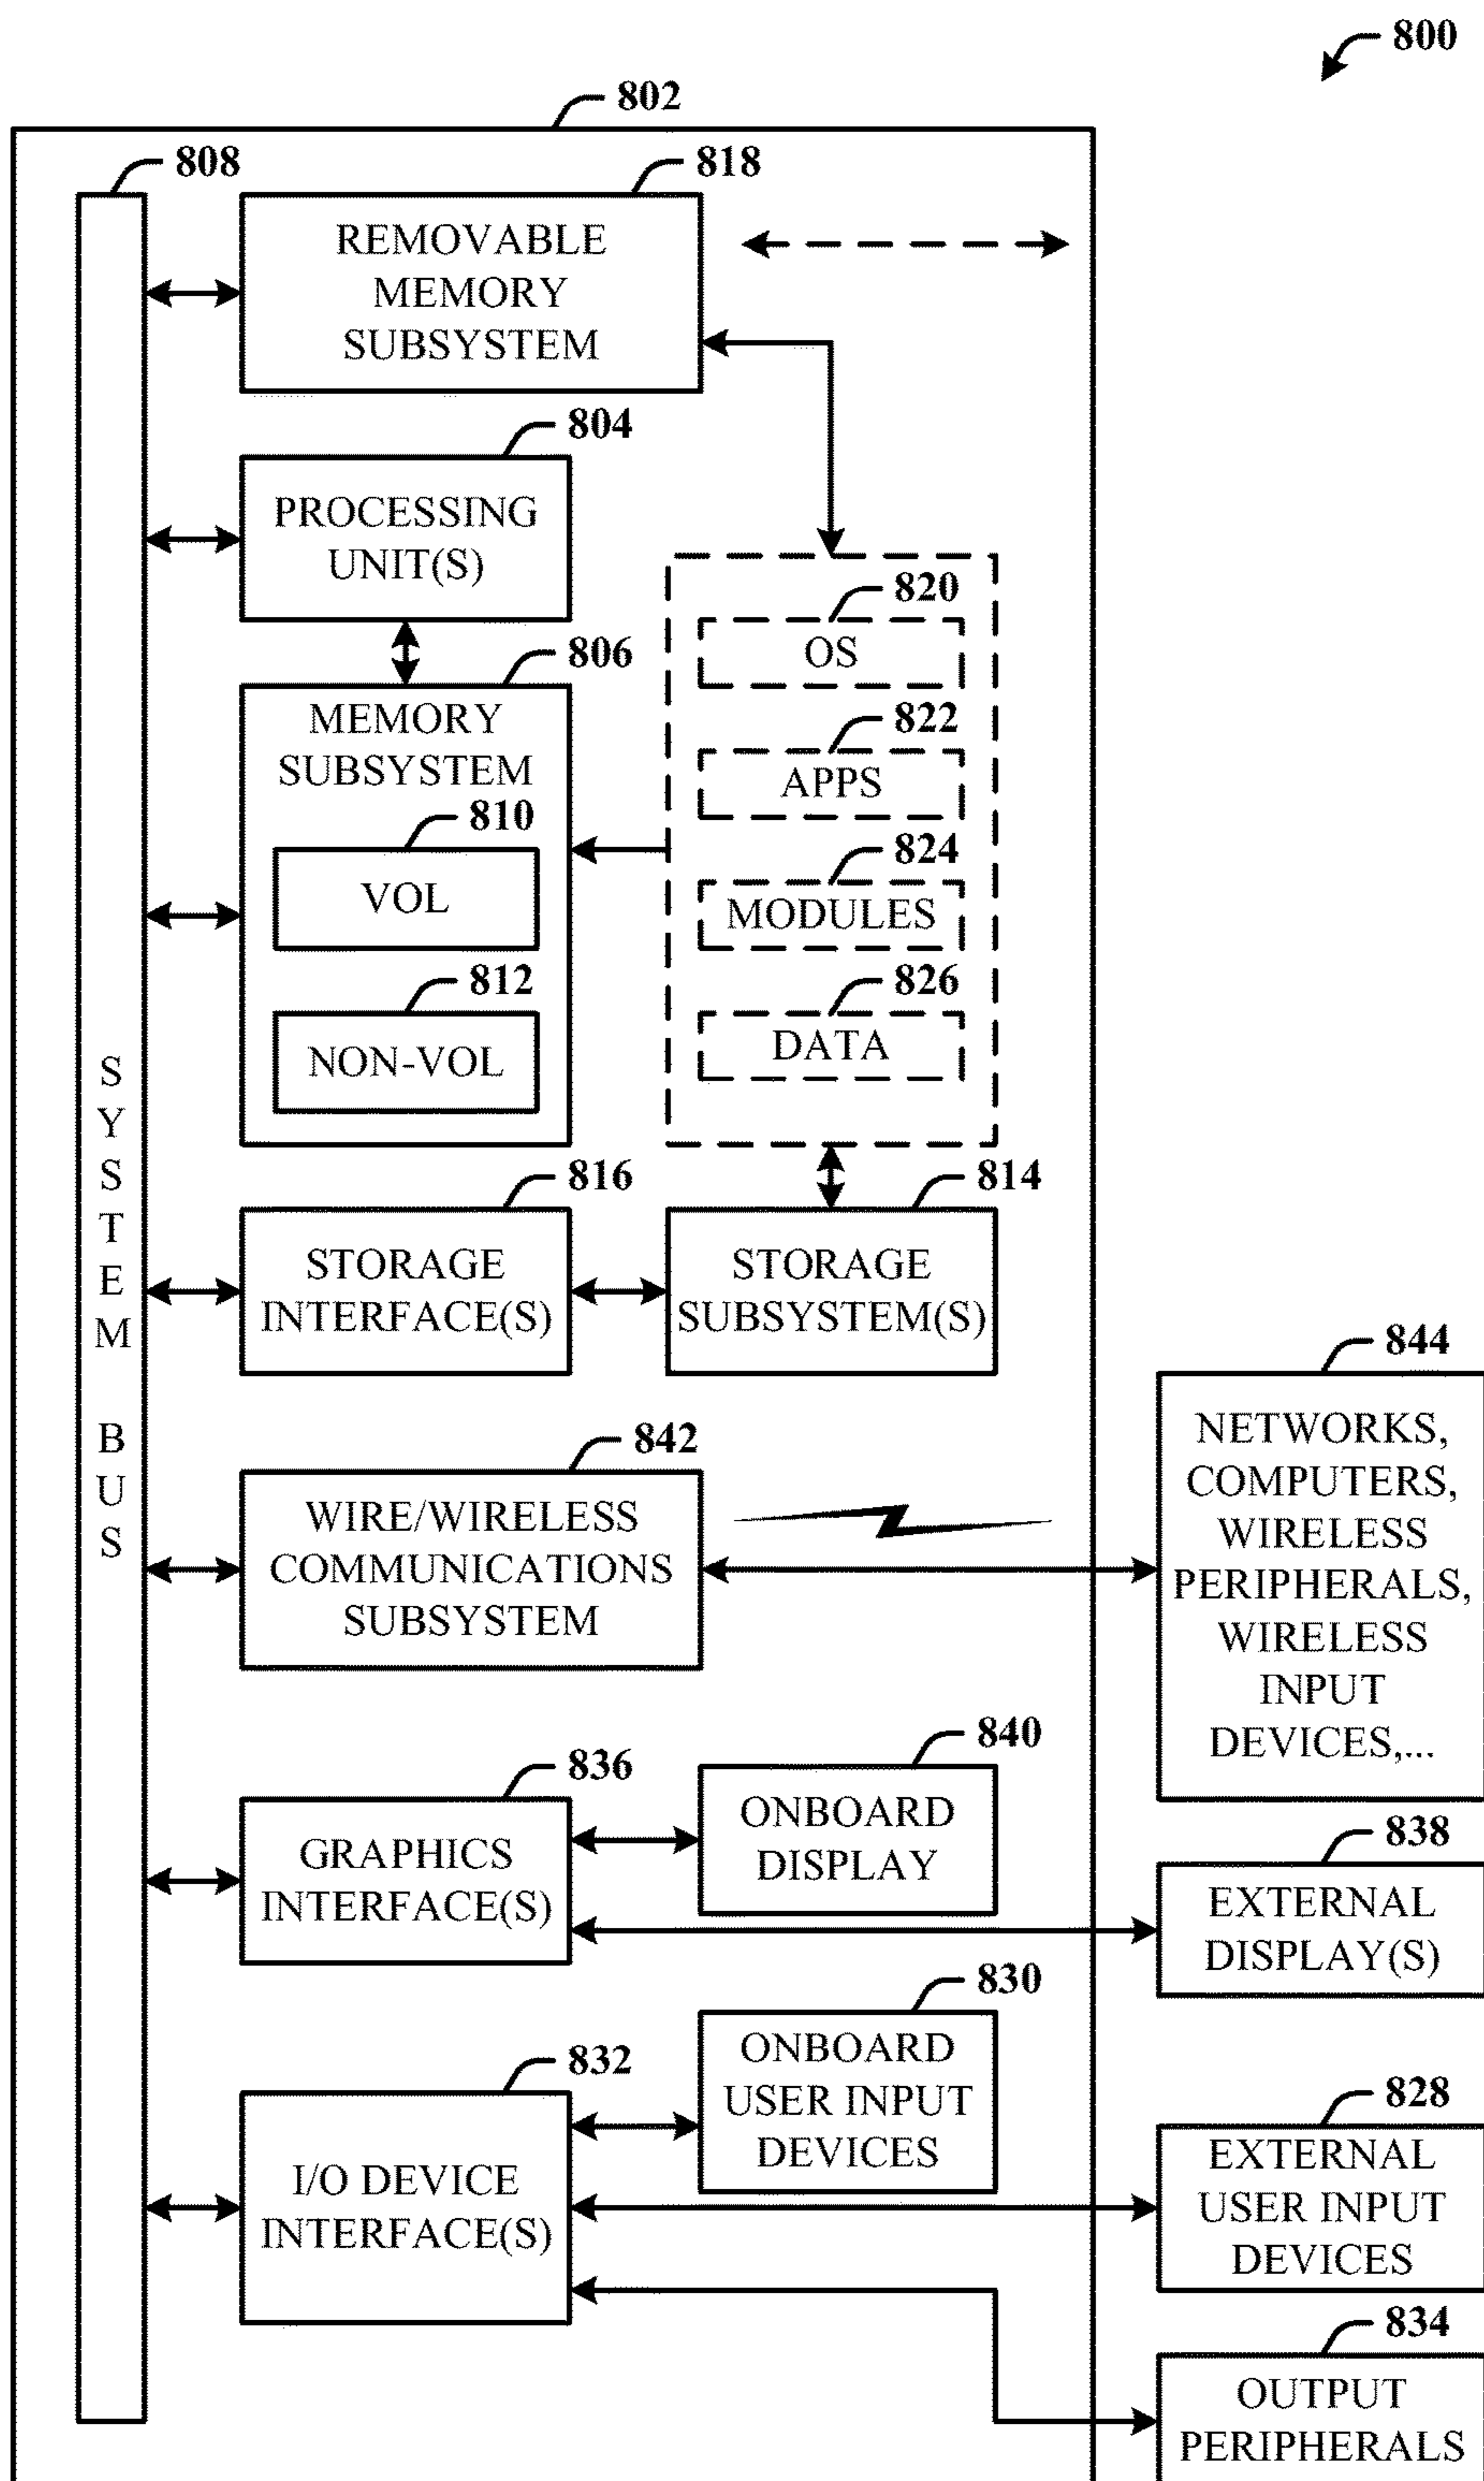 800
802
808
818
REMOVABLE
MEMORY
SUBSYSTEM
804
PROCESSING
UNIT(S)
806
MEMORY
SUBSYSTEM
810
VOL
812
NON-VOL
820
OS
822
APPS
824
MODULES
826
DATA
SYSTEM BUS
816
STORAGE
INTERFACE(S)
814
STORAGE
SUBSYSTEM(S)
842
WIRE/WIRELESS
COMMUNICATIONS
SUBSYSTEM
844
NETWORKS,
COMPUTERS,
WIRELESS
PERIPHERALS,
WIRELESS
INPUT
DEVICES,...
836
GRAPHICS
INTERFACE(S)
840
ONBOARD
DISPLAY
838
EXTERNAL
DISPLAY(S)
832
I/O DEVICE
INTERFACE(S)
830
ONBOARD
USER INPUT
DEVICES
828
EXTERNAL
USER INPUT
DEVICES
834
OUTPUT
PERIPHERALS